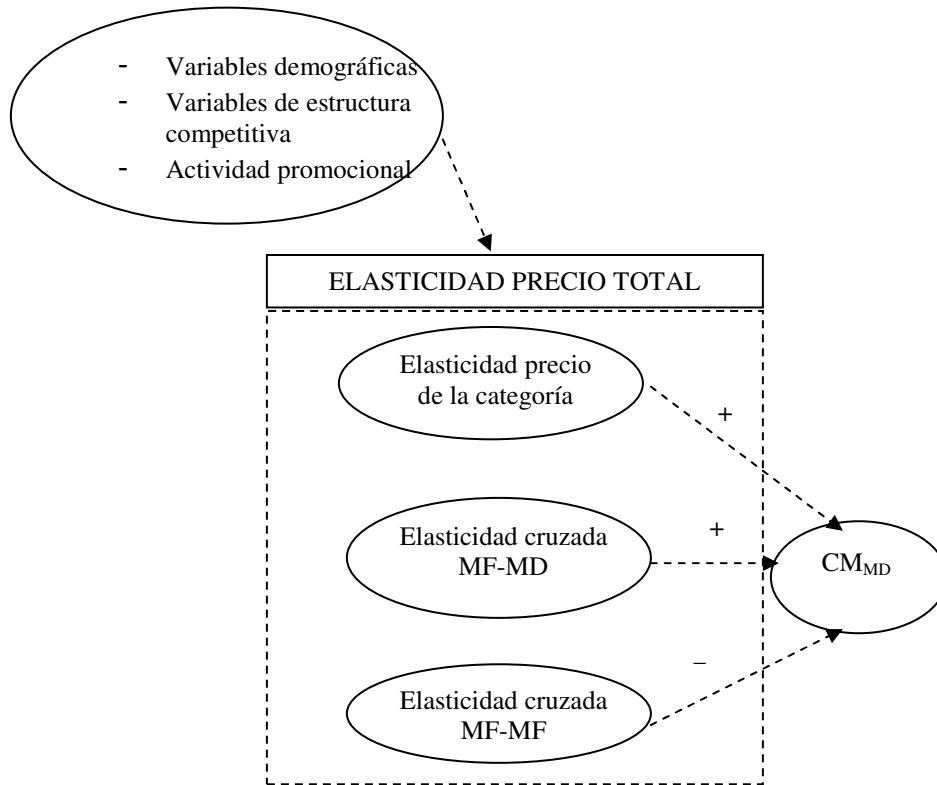 - Variables demográficas
- Variables de estructura
competitiva
- Actividad promocional
ELASTICIDAD PRECIO TOTAL
Elasticidad precio
de la categoría
+
Elasticidad cruzada
MF-MD
+
CM_MD
Elasticidad cruzada
MF-MF
–